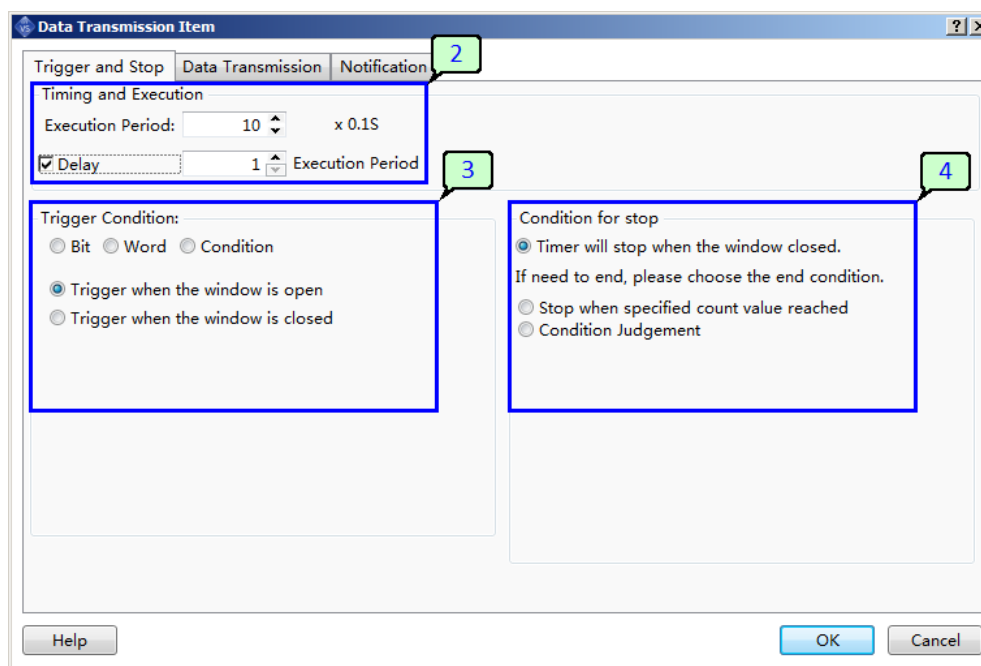 VS Data Transmission Item ? X
Trigger and Stop Data Transmission Notification 2
Timing and Execution
Execution Period: 10 x 0.1S
Delay 1 Execution Period
3 4
Trigger Condition: Condition for stop
Bit Word Condition Timer will stop when the window closed.
If need to end, please choose the end condition.
Trigger when the window is open Stop when specified count value reached
Trigger when the window is closed Condition Judgement
Help OK Cancel